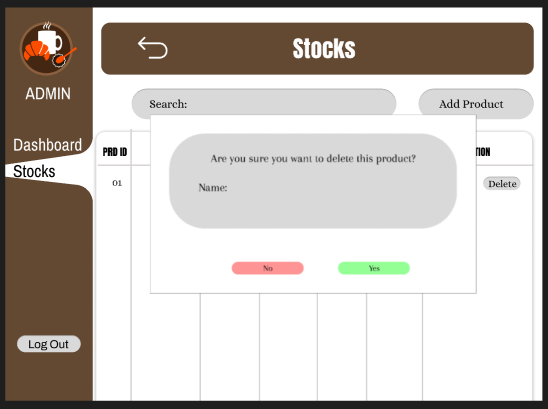 Stocks
ADMIN
Search:
Add Product
Dashboard
Stocks
PRD ID
Are you sure you want to delete this product?
01
Delete
Name:
No
Yes
Log Out